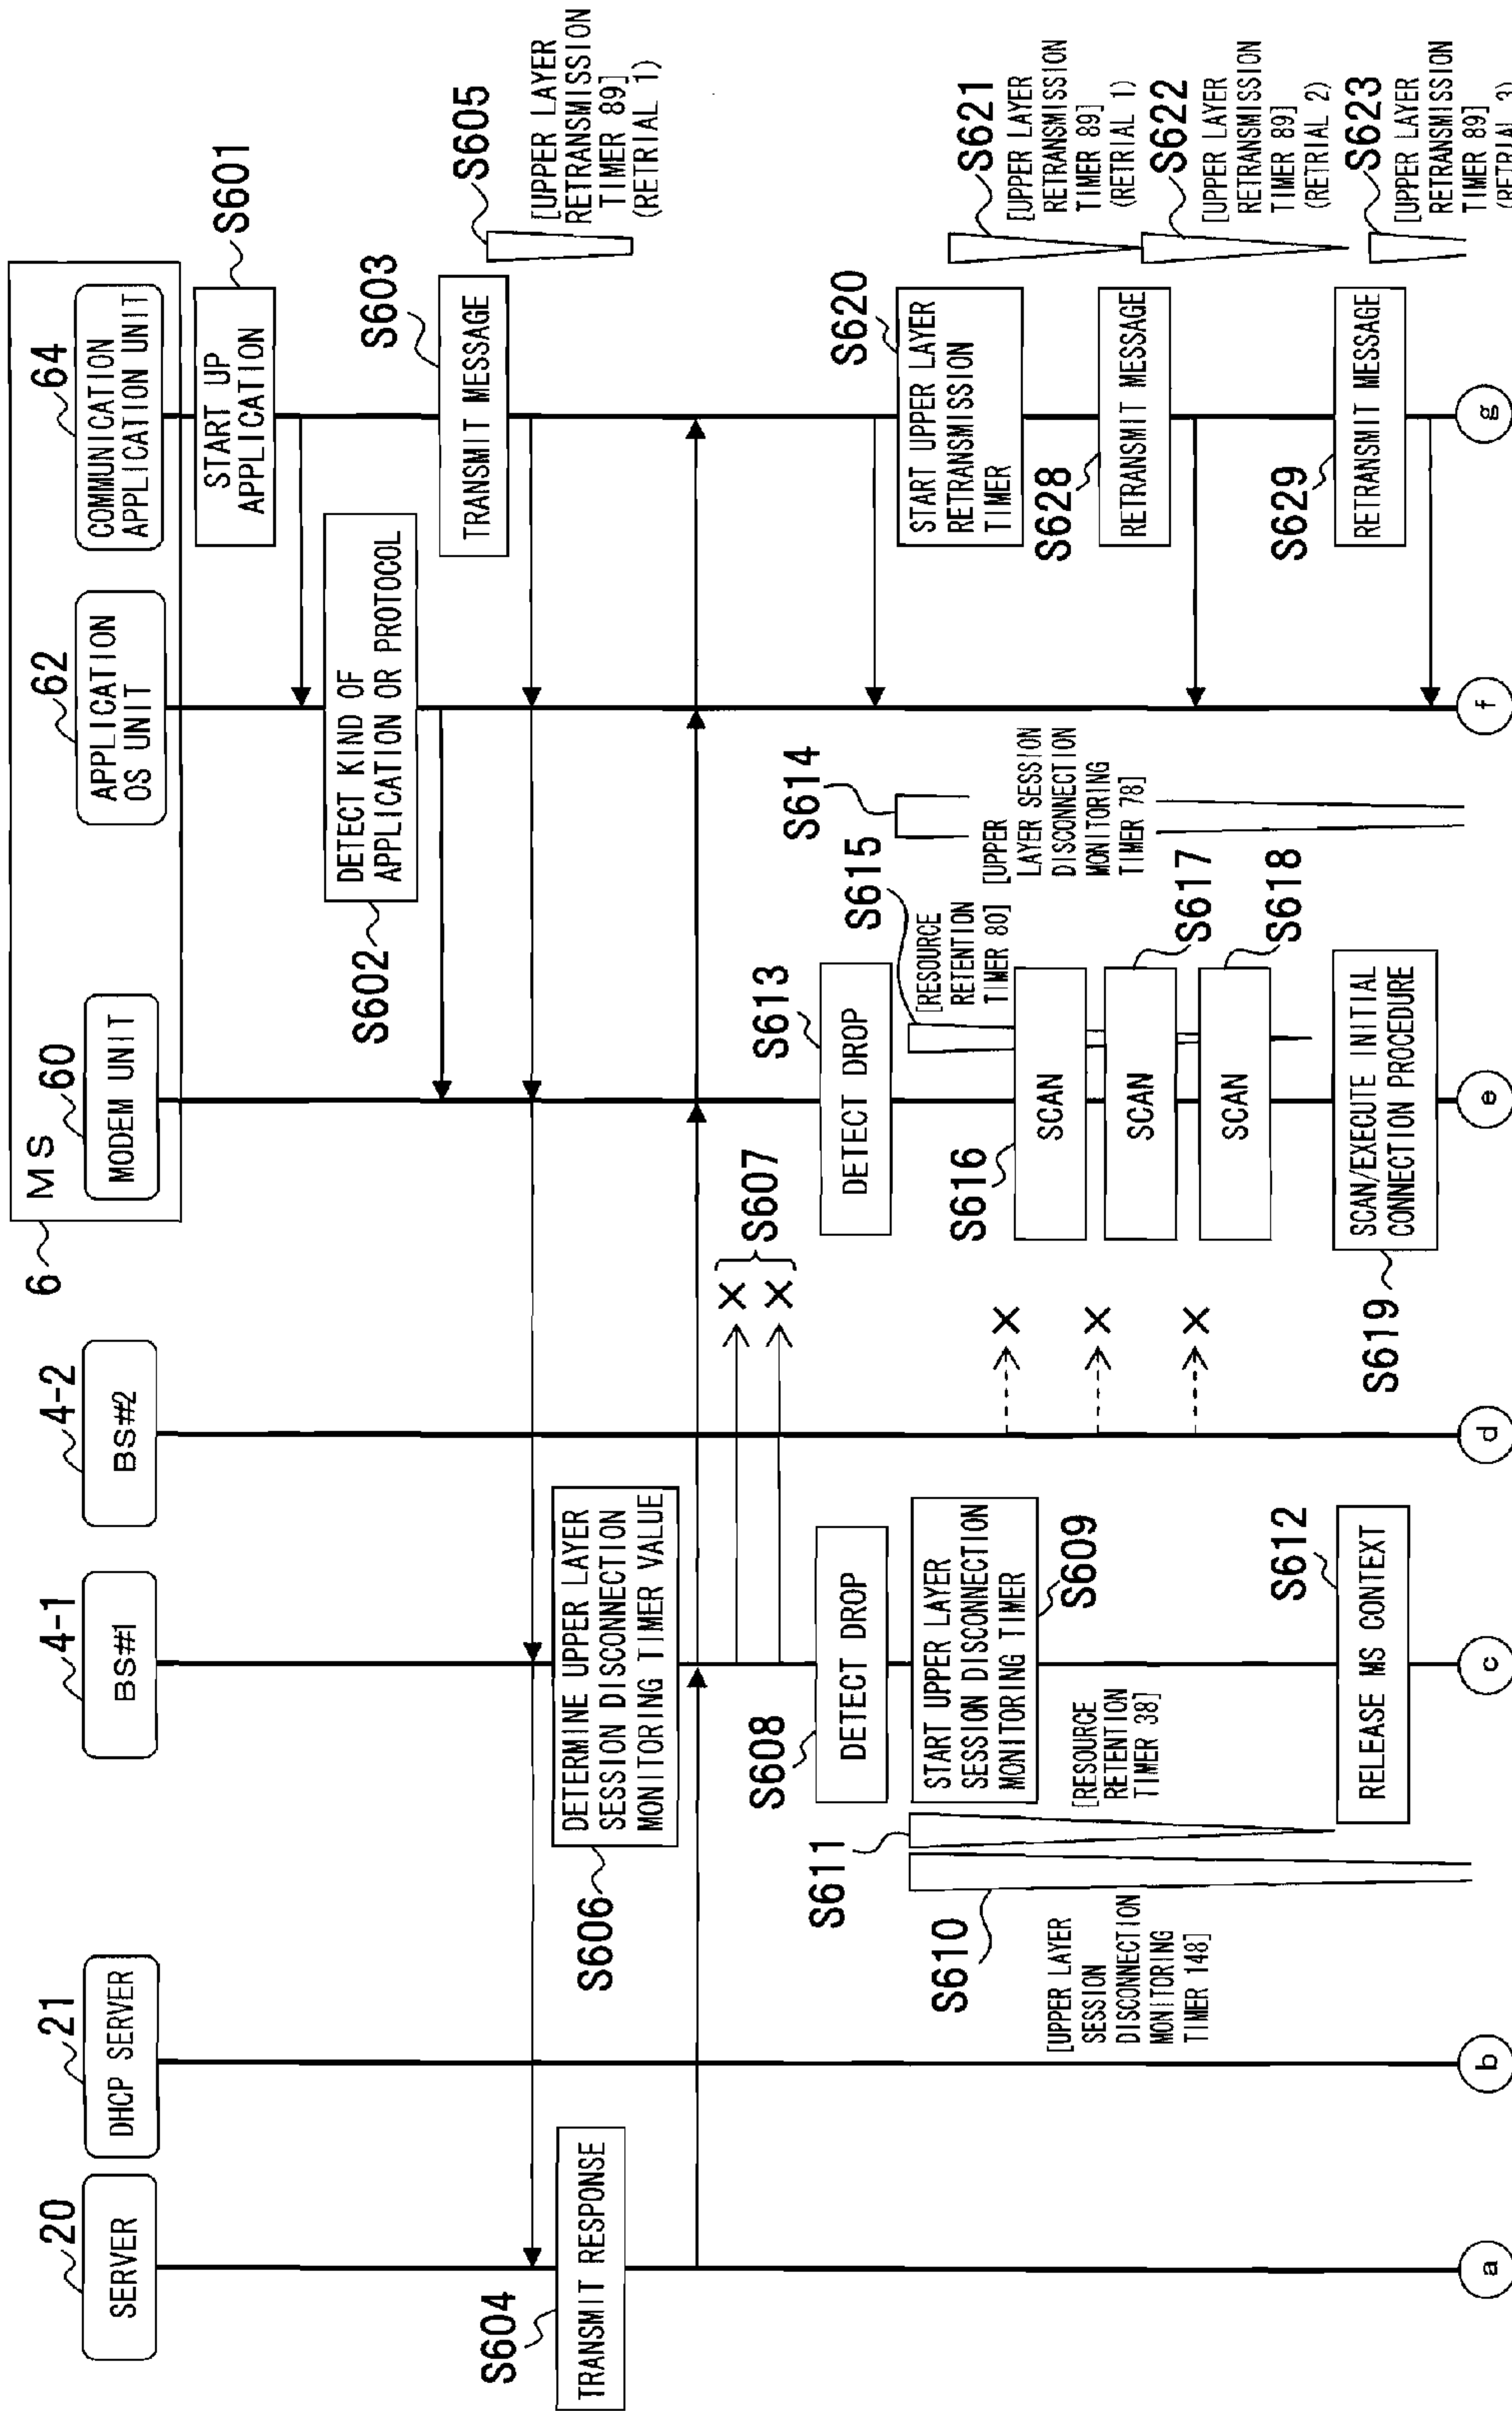 20
SERVER
21
DHCP SERVER
4-1
BS#1
4-2
BS#2
6
MS
60
MODEM UNIT
62
APPLICATION
OS UNIT
64
COMMUNICATION
APPLICATION UNIT
START UP
APPLICATION
S601
DETECT KIND OF
APPLICATION OR PROTOCOL
S602
S603
TRANSMIT MESSAGE
S605
[UPPER LAYER
RETRANSMISSION
TIMER 89]
(RETRIAL 1)
S604
TRANSMIT RESPONSE
S606
DETERMINE UPPER LAYER
SESSION DISCONNECTION
MONITORING TIMER VALUE
X
X
S607
S608
DETECT DROP
START UPPER LAYER
SESSION DISCONNECTION
MONITORING TIMER
S609
S611
[RESOURCE
RETENTION
TIMER 38]
S610
[UPPER LAYER
SESSION
DISCONNECTION
MONITORING
TIMER 148]
S612
RELEASE MS CONTEXT
X
X
X
S613
DETECT DROP
S615
[RESOURCE
RETENTION
TIMER 80]
S614
[UPPER
LAYER SESSION
DISCONNECTION
MONITORING
TIMER 78]
S616
SCAN
S617
SCAN
S618
SCAN
S619
SCAN/EXECUTE INITIAL
CONNECTION PROCEDURE
S620
START UPPER LAYER
RETRANSMISSION
TIMER
S621
[UPPER LAYER
RETRANSMISSION
TIMER 89]
(RETRIAL 1)
S628
RETRANSMIT MESSAGE
S622
[UPPER LAYER
RETRANSMISSION
TIMER 89]
(RETRIAL 2)
S629
RETRANSMIT MESSAGE
S623
[UPPER LAYER
RETRANSMISSION
TIMER 89]
(RETRIAL 3)
a
b
c
d
e
f
g